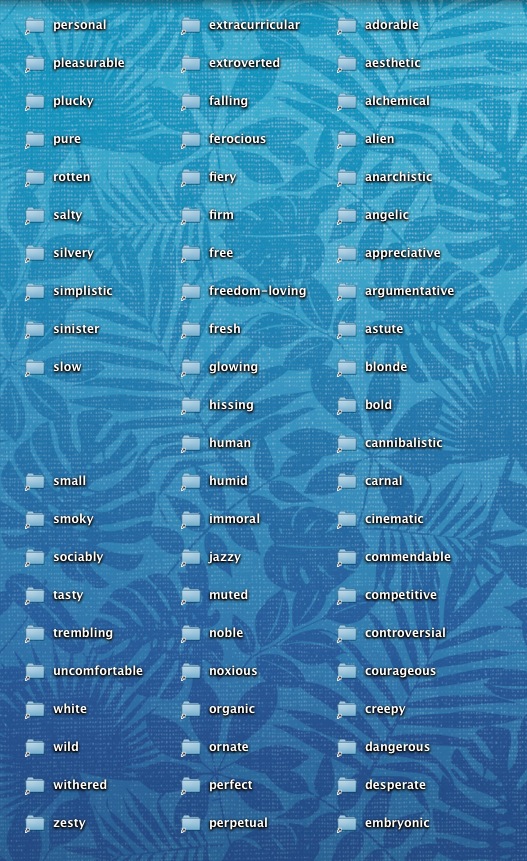 personal
pleasurable
plucky
pure
rotten
salty
silvery
simplistic
sinister
slow
small
smoky
sociably
tasty
trembling
uncomfortable
white
wild
withered
zesty
extracurricular
extroverted
falling
ferocious
fiery
firm
free
freedom-loving
fresh
glowing
hissing
human
humid
immoral
jazzy
muted
noble
noxious
organic
ornate
perfect
perpetual
adorable
aesthetic
alchemical
alien
anarchistic
angelic
appreciative
argumentative
astute
blonde
bold
cannibalistic
carnal
cinematic
commendable
competitive
controversial
courageous
creepy
dangerous
desperate
embryonic